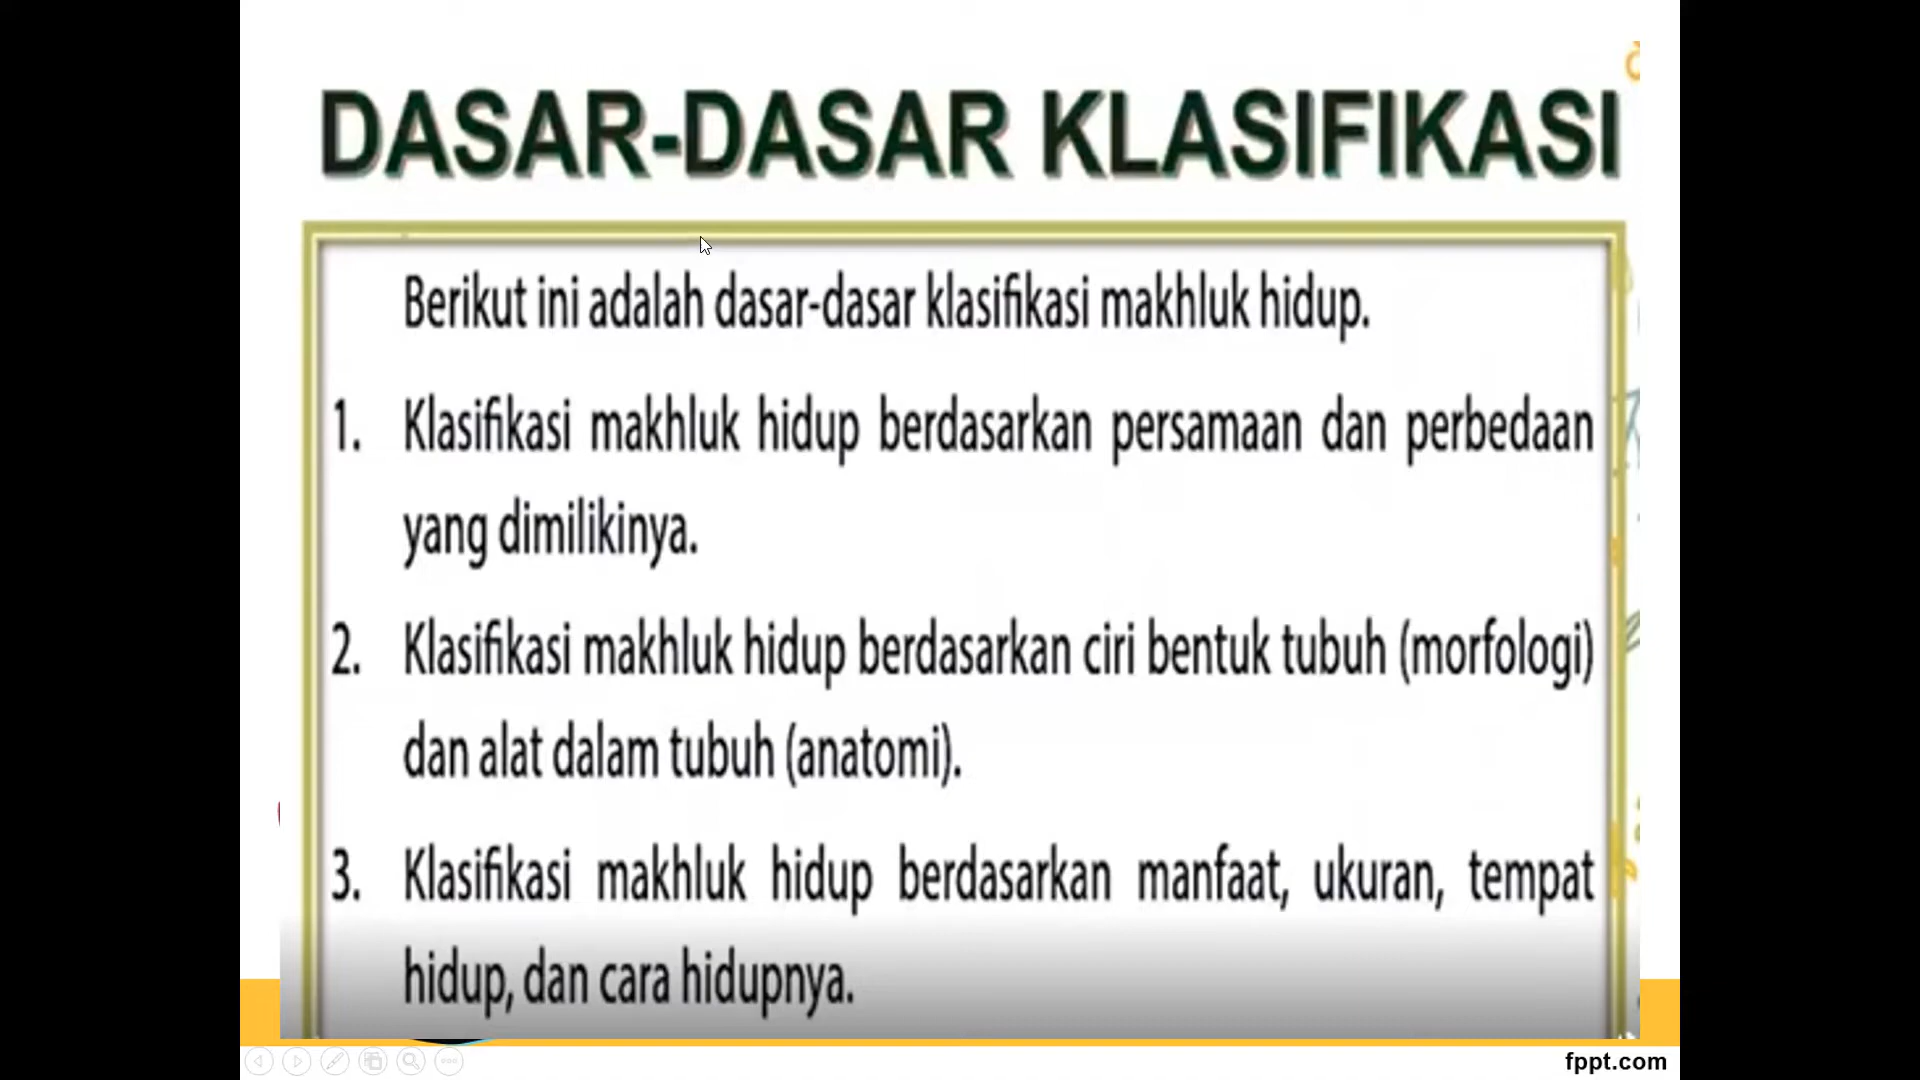 DASAR-DASAR KLASIFIKASI
Berikut ini adalah dasar-dasar klasifikasi makhluk hidup.
1. Klasifikasi makhluk hidup berdasarkan persamaan dan perbedaan
yang dimilikinya.
2. Klasifikasi makhluk hidup berdasarkan ciri bentuk tubuh (morfologi)
dan alat dalam tubuh (anatomi).
3. Klasifikasi makhluk hidup berdasarkan manfaat, ukuran, tempat
hidup, dan cara hidupnya.
fppt.com